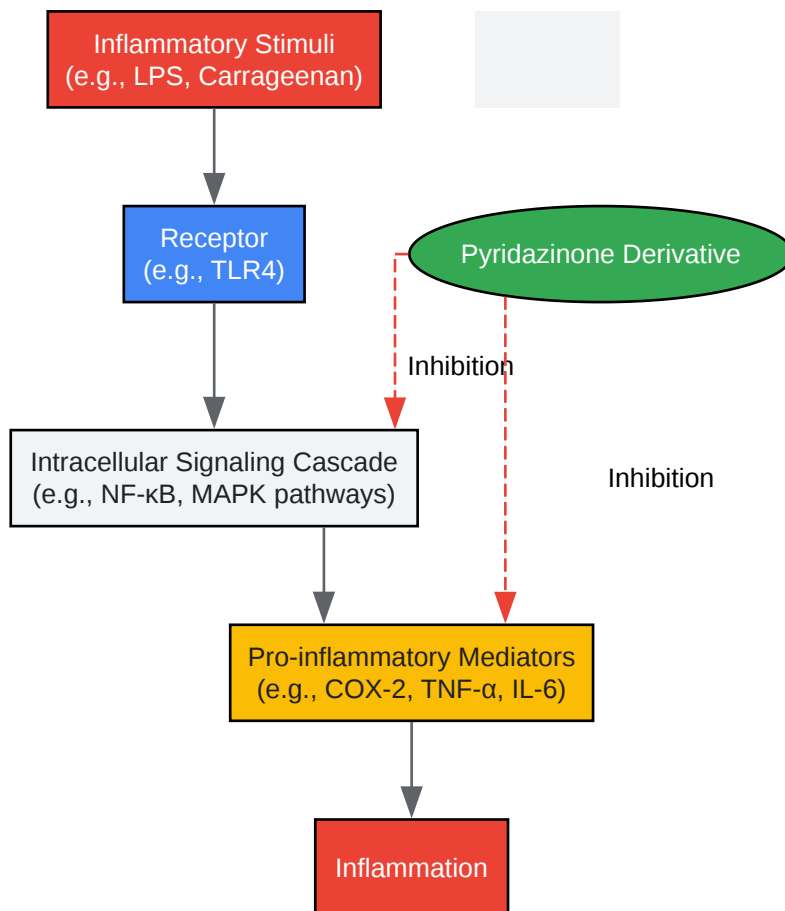 Inflammatory Stimuli
(e.g., LPS, Carrageenan)
Receptor
(e.g., TLR4)
Pyridazinone Derivative
Inhibition
Intracellular Signaling Cascade
(e.g., NF-κB, MAPK pathways)
Inhibition
Pro-inflammatory Mediators
(e.g., COX-2, TNF-α, IL-6)
Inflammation